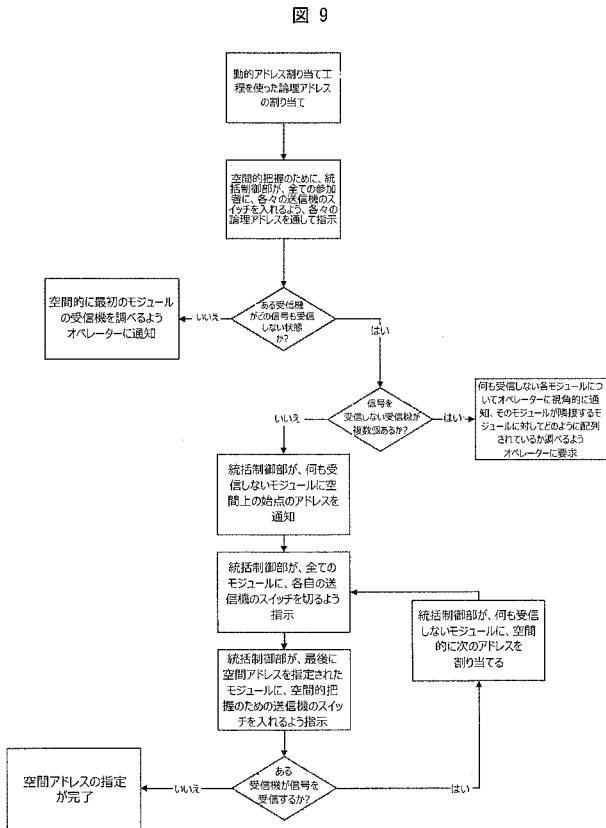 図 9
動的アドレス割り当て工
程を使った論理アドレス
の割り当て
空間的把握のために、統
括制御部が、全ての参加
者に、各々の送信機のス
イッチを入れるよう、各々の
論理アドレスを通して指示
ある受信機
がどの信号も受信
しない状態
か?
いいえ
はい
空間的に最初のモジュール
の受信機を調べるよう
オペレーターに通知
信号を
受信しない受信機が
複数個あるか?
いいえ
はい
何も受信しない各モジュールにつ
いてオペレーターに視角的に通
知、そのモジュールが隣接するモ
ジュールに対してどのように配列
されているか調べるよう
オペレーターに要求
統括制御部が、何も受
信しないモジュールに空
間上の始点のアドレスを
通知
統括制御部が、全ての
モジュールに、各自の送
信機のスイッチを切るよう
指示
統括制御部が、何も受信
しないモジュールに、空間
的に次のアドレスを
割り当てる
統括制御部が、最後に
空間アドレスを指定された
モジュールに、空間的把
握のための送信機のスイッ
チを入れるよう指示
ある
受信機が信号を
受信するか?
いいえ
はい
空間アドレスの指定
が完了